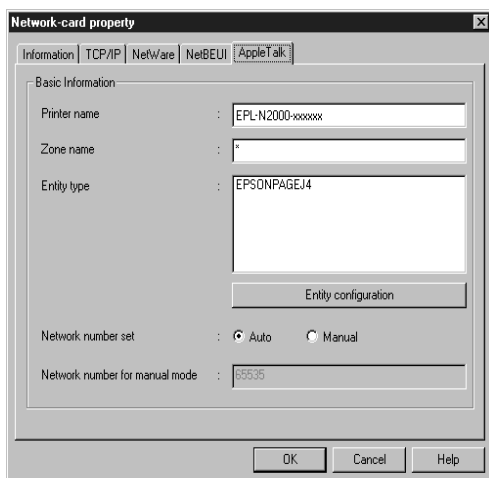 Network-card property
Information TCP/IP NetWare NetBEUI AppleTalk
Basic Information
Printer name : EPL-N2000-xxxxxx
Zone name : *
Entity type : EPSONPAGEJ4
Entity configuration
Network number set : Auto Manual
Network number for manual mode : 65535
OK Cancel Help